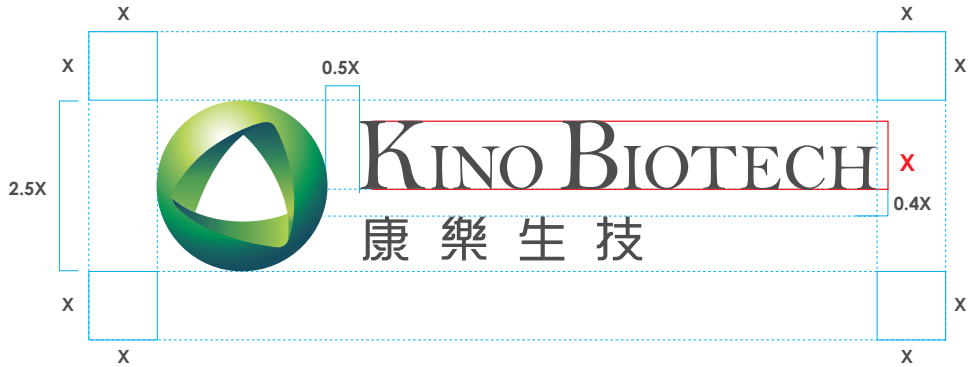 X X
X X
0.5X
KINO BIOTECH
X
2.5X
0.4X
康樂生技
X X
X X